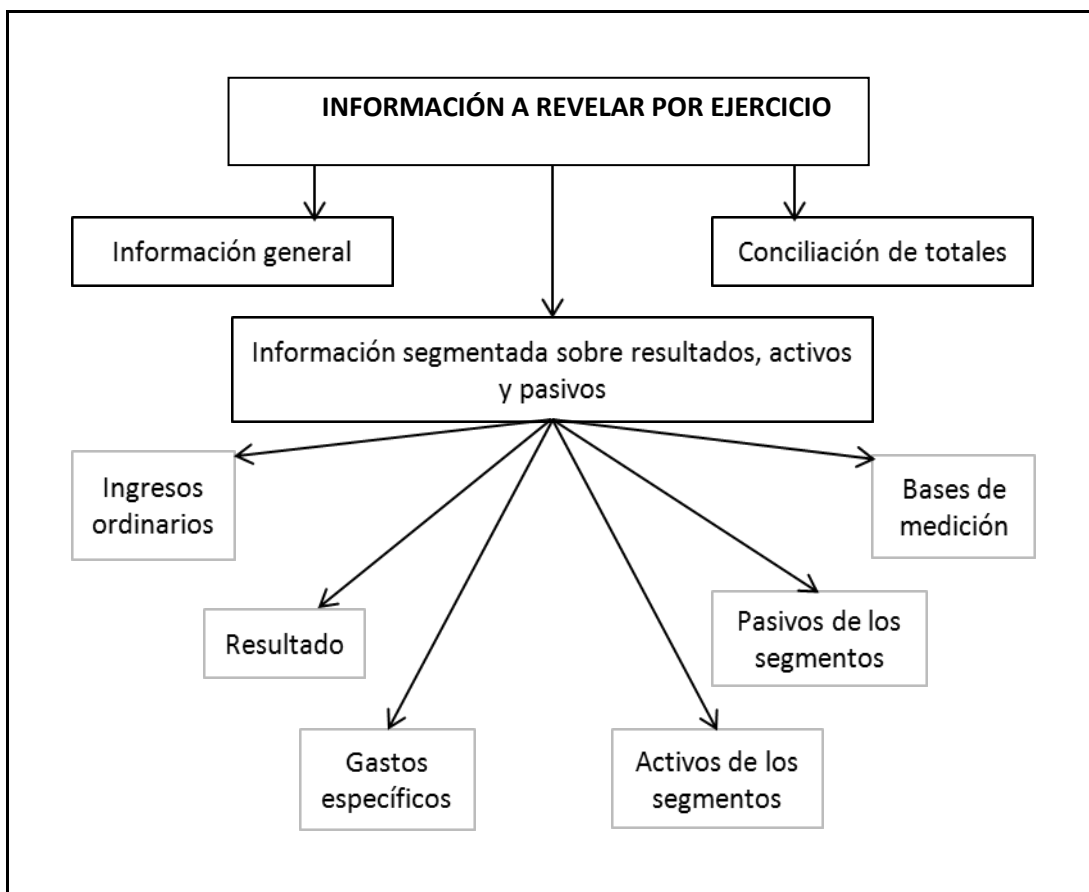 INFORMACIÓN A REVELAR POR EJERCICIO
Información general
Conciliación de totales
Información segmentada sobre resultados, activos
y pasivos
Ingresos
ordinarios
Bases de
medición
Resultado
Pasivos de los
segmentos
Gastos
específicos
Activos de los
segmentos